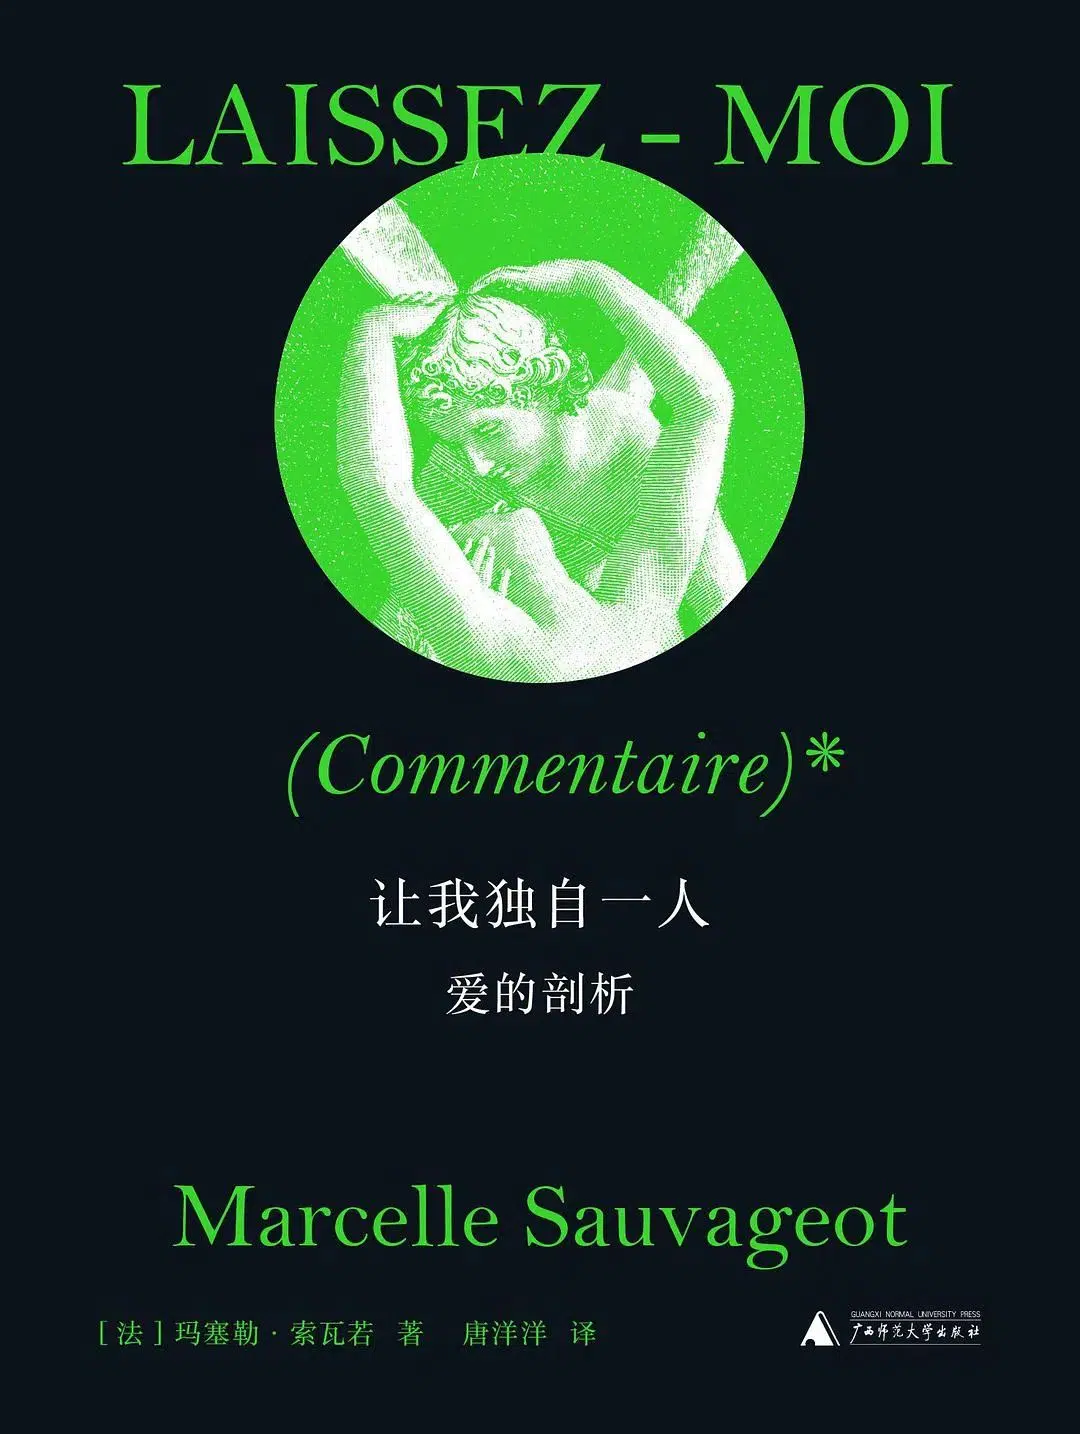 LAISSEZ - MOI
(Commentaire)*
让我独自一人
爱的剖析
Marcelle Sauvageot
[法]玛塞勒·索瓦若 著 唐洋洋 译
GUANGXI NORMAL UNIVERSITY PRESS
广西师范大学出版社